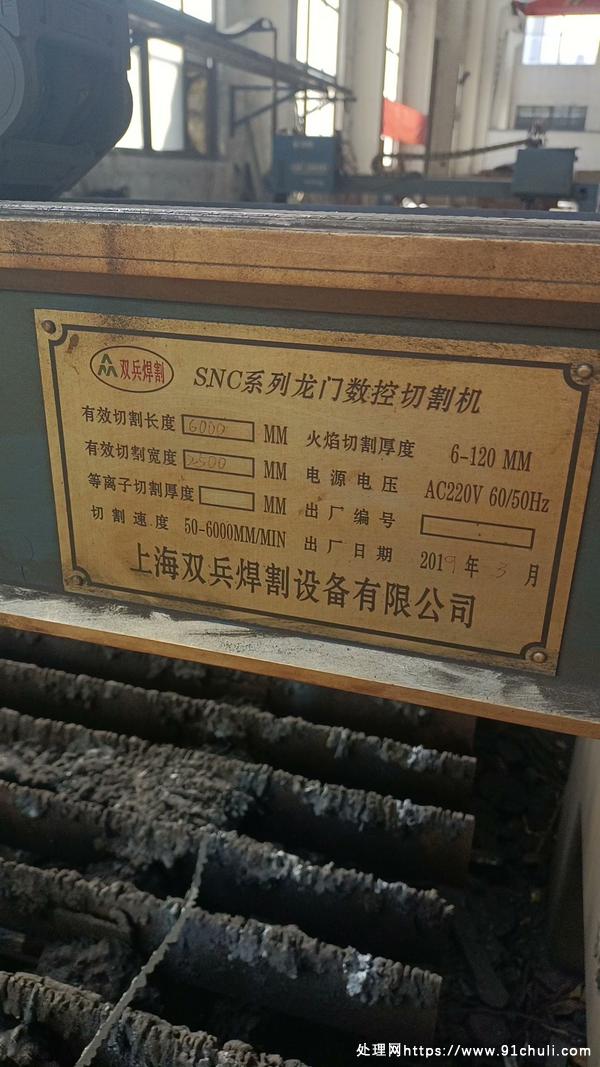 双兵焊割
SNC系列龙门数控切割机
有效切割长度 6000 MM 火焰切割厚度 6-120 MM
有效切割宽度 2500 MM 电源电压 AC220V 60/50Hz
等离子切割厚度 MM 出厂编号
切割速度 50-6000MM/MIN 出厂日期 2019年3月
上海双兵焊割设备有限公司
处理网https://www.91chuli.com/